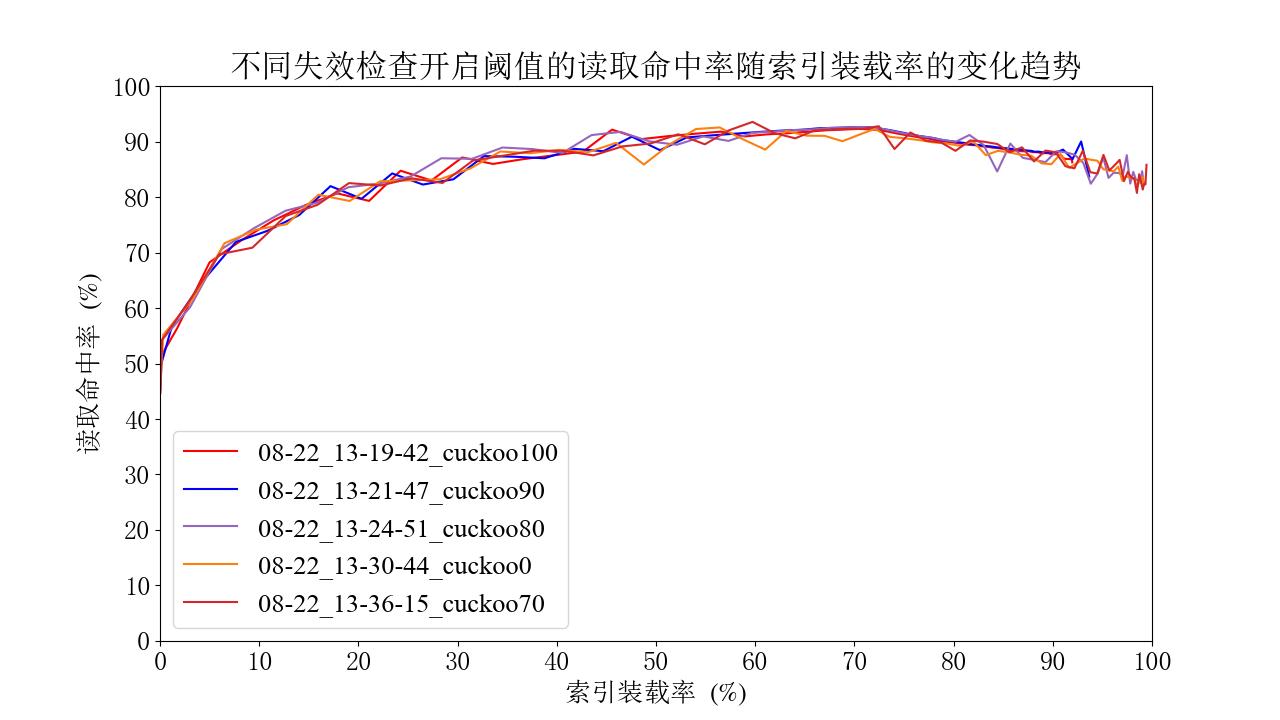 不同失效检查开启阈值的读取命中率随索引装载率的变化趋势
100
90
80
70
60
50
40
30
20
10
0
读取命中率 (%)
08-22_13-19-42_cuckoo100
08-22_13-21-47_cuckoo90
08-22_13-24-51_cuckoo80
08-22_13-30-44_cuckoo0
08-22_13-36-15_cuckoo70
0 10 20 30 40 50 60 70 80 90 100
索引装载率 (%)